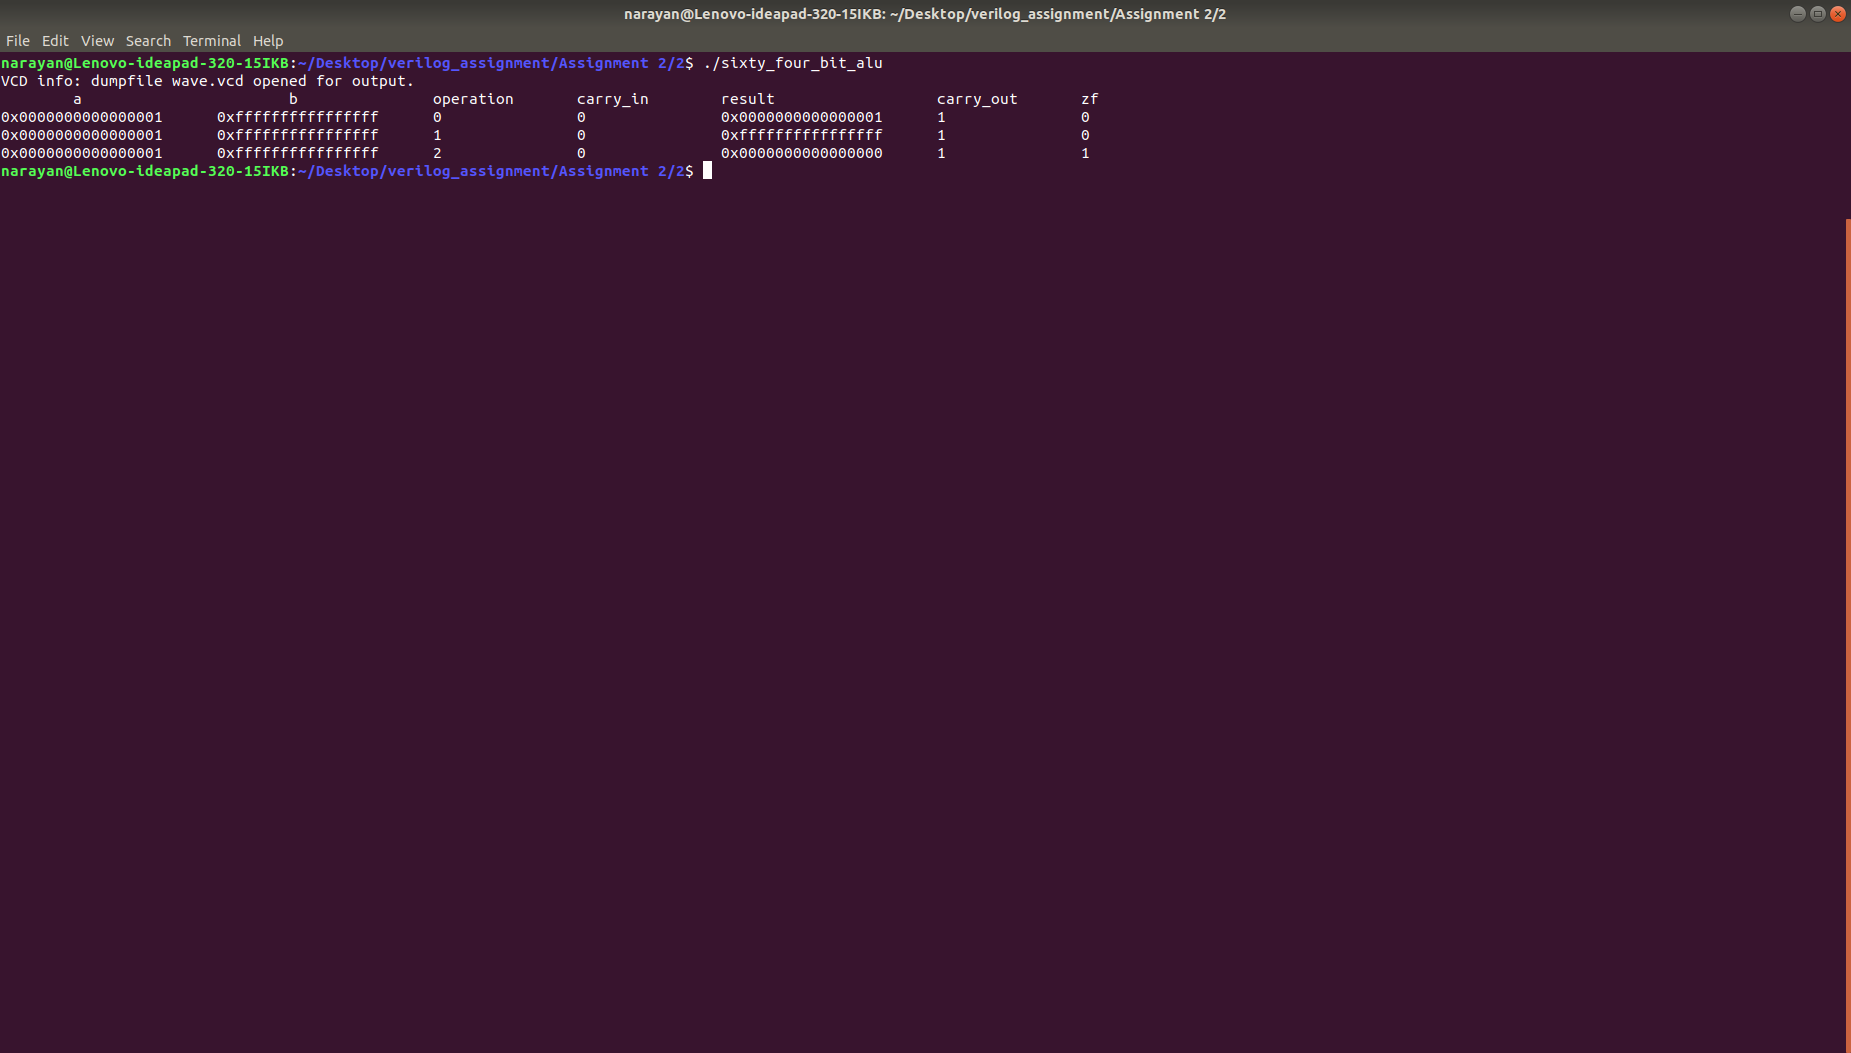 narayan@Lenovo-ideapad-320-15IKB: ~/Desktop/verilog_assignment/Assignment 2/2
File Edit View Search Terminal Help
narayan@Lenovo-ideapad-320-15IKB:~/Desktop/verilog_assignment/Assignment 2/2$ ./sixty_four_bit_alu
VCD info: dumpfile wave.vcd opened for output.
a b operation carry_in result carry_out zf
0x0000000000000001 0xffffffffffffffff 0 0 0x0000000000000001 1 0
0x0000000000000001 0xffffffffffffffff 1 0 0xffffffffffffffff 1 0
0x0000000000000001 0xffffffffffffffff 2 0 0x0000000000000000 1 1
narayan@Lenovo-ideapad-320-15IKB:~/Desktop/verilog_assignment/Assignment 2/2$